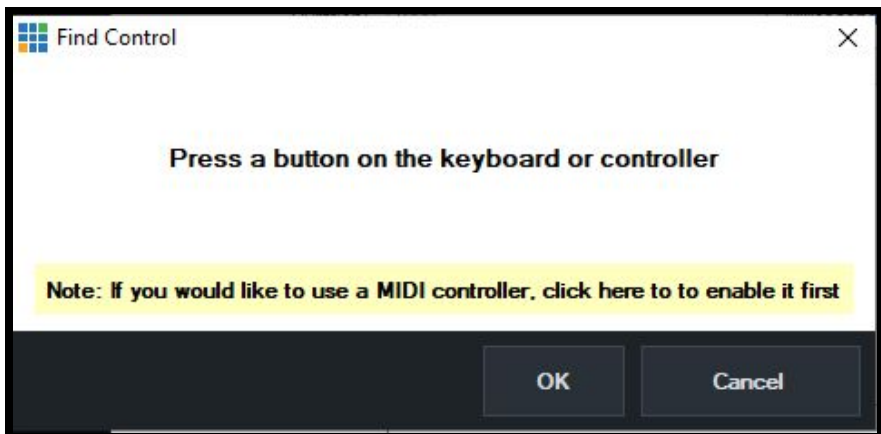 Find Control
Press a button on the keyboard or controller
Note: If you would like to use a MIDI controller, click here to to enable it first
OK
Cancel